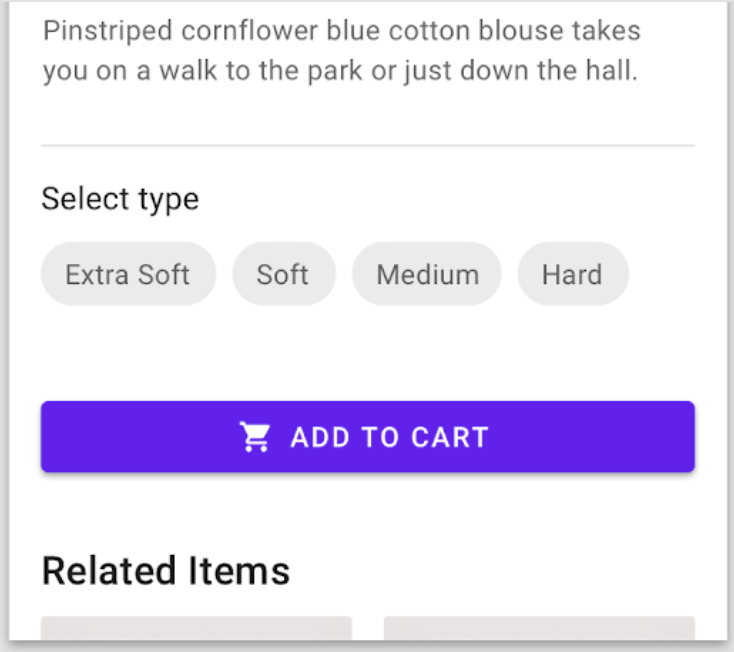 Pinstriped cornflower blue cotton blouse takes
you on a walk to the park or just down the hall.
Select type
Extra Soft Soft Medium Hard
ADD TO CART
Related Items